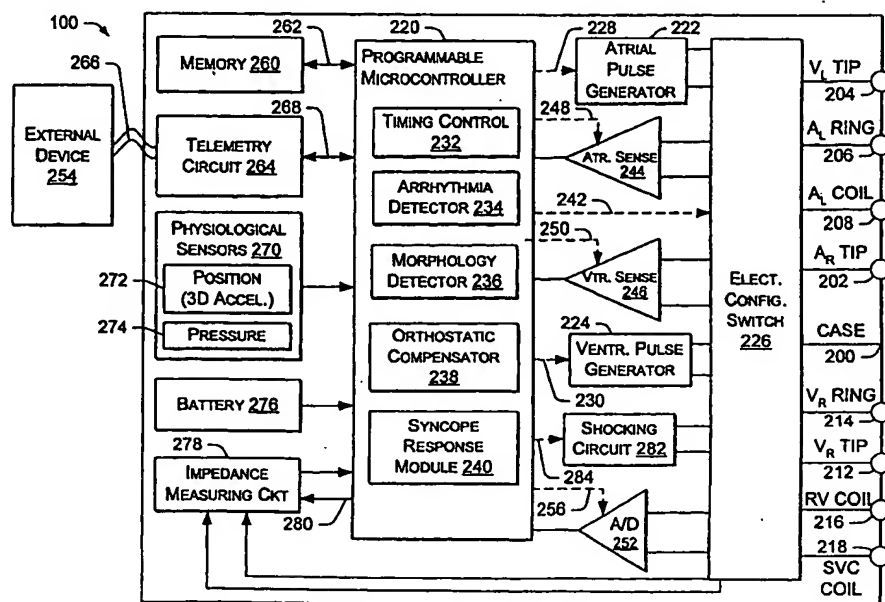 100
266
EXTERNAL
DEVICE
254
MEMORY 260
262
TELEMETRY
CIRCUIT 264
268
PHYSIOLOGICAL
SENSORS 270
272
POSITION
(3D ACCEL.)
274
PRESSURE
BATTERY 276
278
IMPEDANCE
MEASURING CKT
280
220
PROGRAMMABLE
MICROCONTROLLER
TIMING CONTROL
232
ARRHYTHMIA
DETECTOR 234
MORPHOLOGY
DETECTOR 236
ORTHOSTATIC
COMPENSATOR
238
SYNCOPE
RESPONSE
MODULE 240
228
222
ATRIAL
PULSE
GENERATOR
248
ATR. SENSE
244
242
250
VTR. SENSE
246
224
VENTR. PULSE
GENERATOR
230
SHOCKING
CIRCUIT 282
284
256
A/D
252
ELECT.
CONFIG.
SWITCH
226
VL TIP
204
AL RING
206
AL COIL
208
AR TIP
202
CASE
200
VR RING
214
VR TIP
212
RV COIL
216
218
SVC
COIL